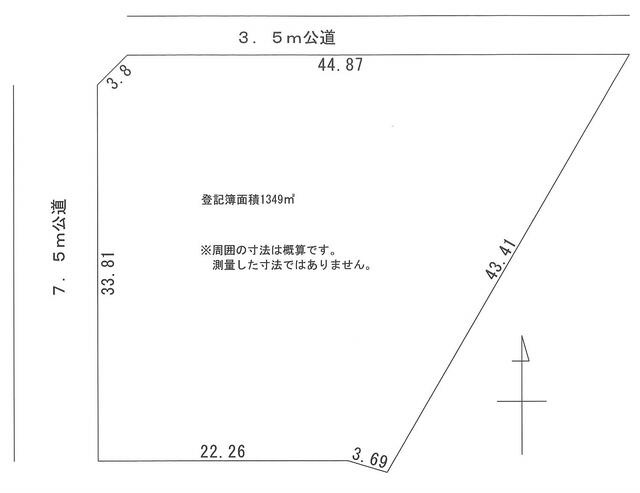 ３．５ｍ公道
44.87
3.8
登記簿面積1349㎡
７．５ｍ公道
33.81
※周囲の寸法は概算です。
測量した寸法ではありません。
43.41
22.26
3.69